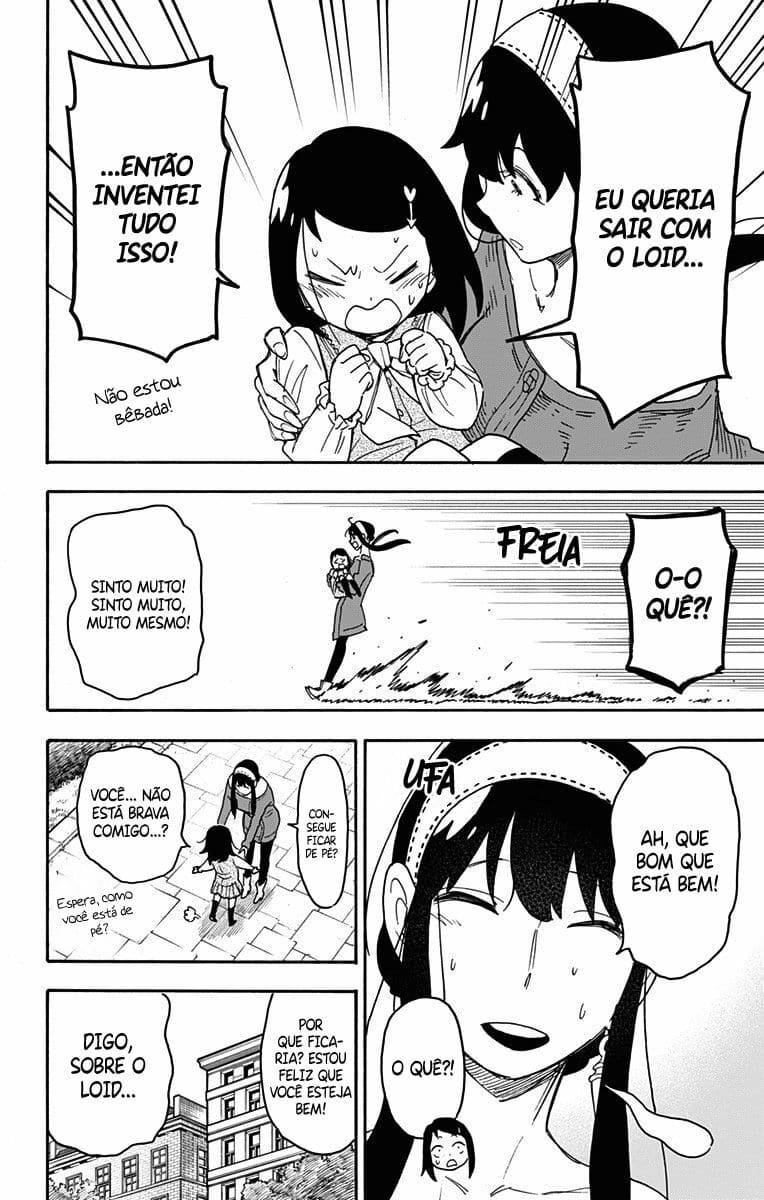 EU QUERIA
SAIR COM
O LOID...
...ENTÃO
INVENTEI
TUDO
ISSO!
Não estou
BêBada!
O-O
QUÊ?!
FREIA
SINTO MUITO!
SINTO MUITO,
MUITO MESMO!
UFA
AH, QUE
BOM QUE
ESTÁ BEM!
O QUÊ?!
CON-
SEGUE
FICAR
DE PÉ?
VOCÊ... NÃO
ESTÁ BRAVA
COMIGO...?
Espera, como
você está de
pé?
POR
QUE FICA-
RIA? ESTOU
FELIZ QUE
VOCÊ ESTEJA
BEM!
DIGO,
SOBRE O
LOID...